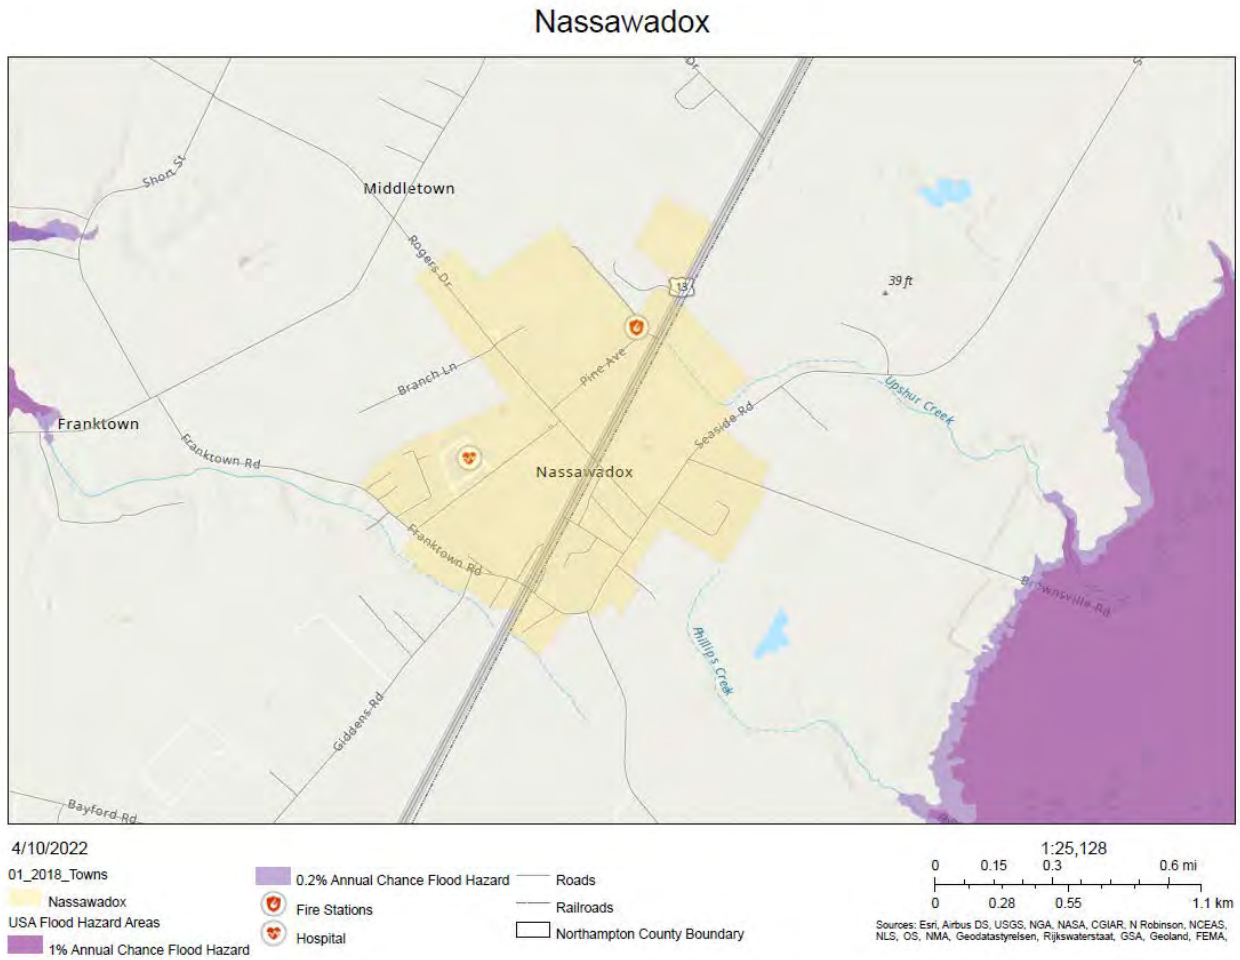 Nassawadox
Dr
S
Short St
Middletown
Rogers Dr
13
39 ft
Pine Ave
Branch Ln
Upshur Creek
Franktown
Seaside Rd
Franktown Rd
Nassawadox
Franktown Rd
Brownsville Rd
Phillips Creek
Giddens Rd
Bayford Rd
4/10/2022
01_2018_Towns
Nassawadox
USA Flood Hazard Areas
1% Annual Chance Flood Hazard
0.2% Annual Chance Flood Hazard
Fire Stations
Hospital
Roads
Railroads
Northampton County Boundary
1:25,128
0 0.15 0.3 0.6 mi
0 0.28 0.55 1.1 km
Sources: Esri, Airbus DS, USGS, NGA, NASA, CGIAR, N Robinson, NCEAS,
NLS, OS, NMA, Geodatastyrelsen, Rijkswaterstaat, GSA, Geoland, FEMA,